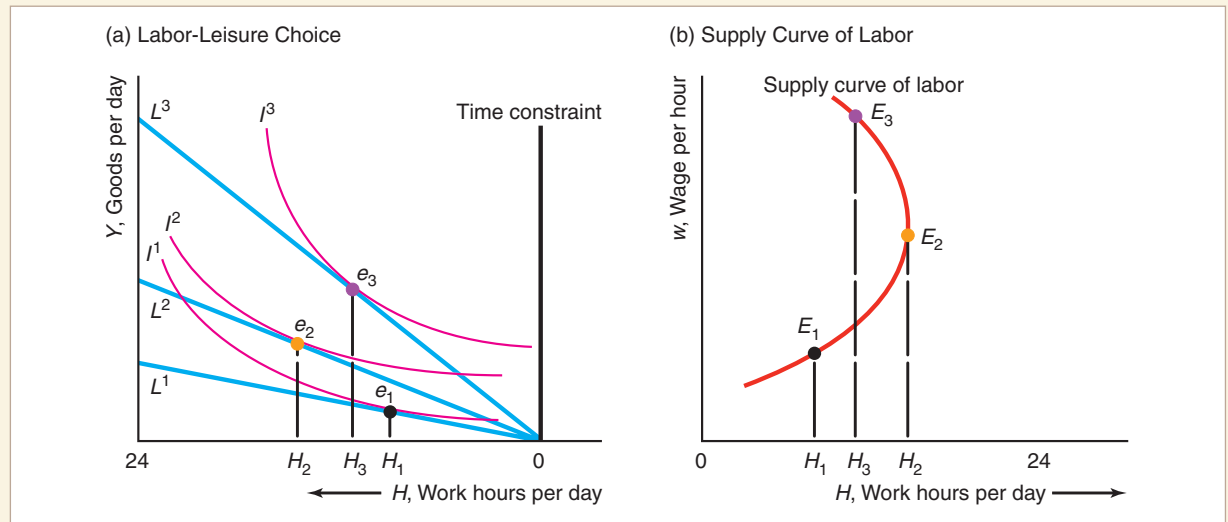 (a) Labor-Leisure Choice
Y, Goods per day
L³
I³
Time constraint
I²
I¹
L²
L¹
e₃
e₂
e₁
24
H₂
H₃
H₁
0
H, Work hours per day
(b) Supply Curve of Labor
w, Wage per hour
Supply curve of labor
E₃
E₂
E₁
0
H₁
H₃
H₂
24
H, Work hours per day